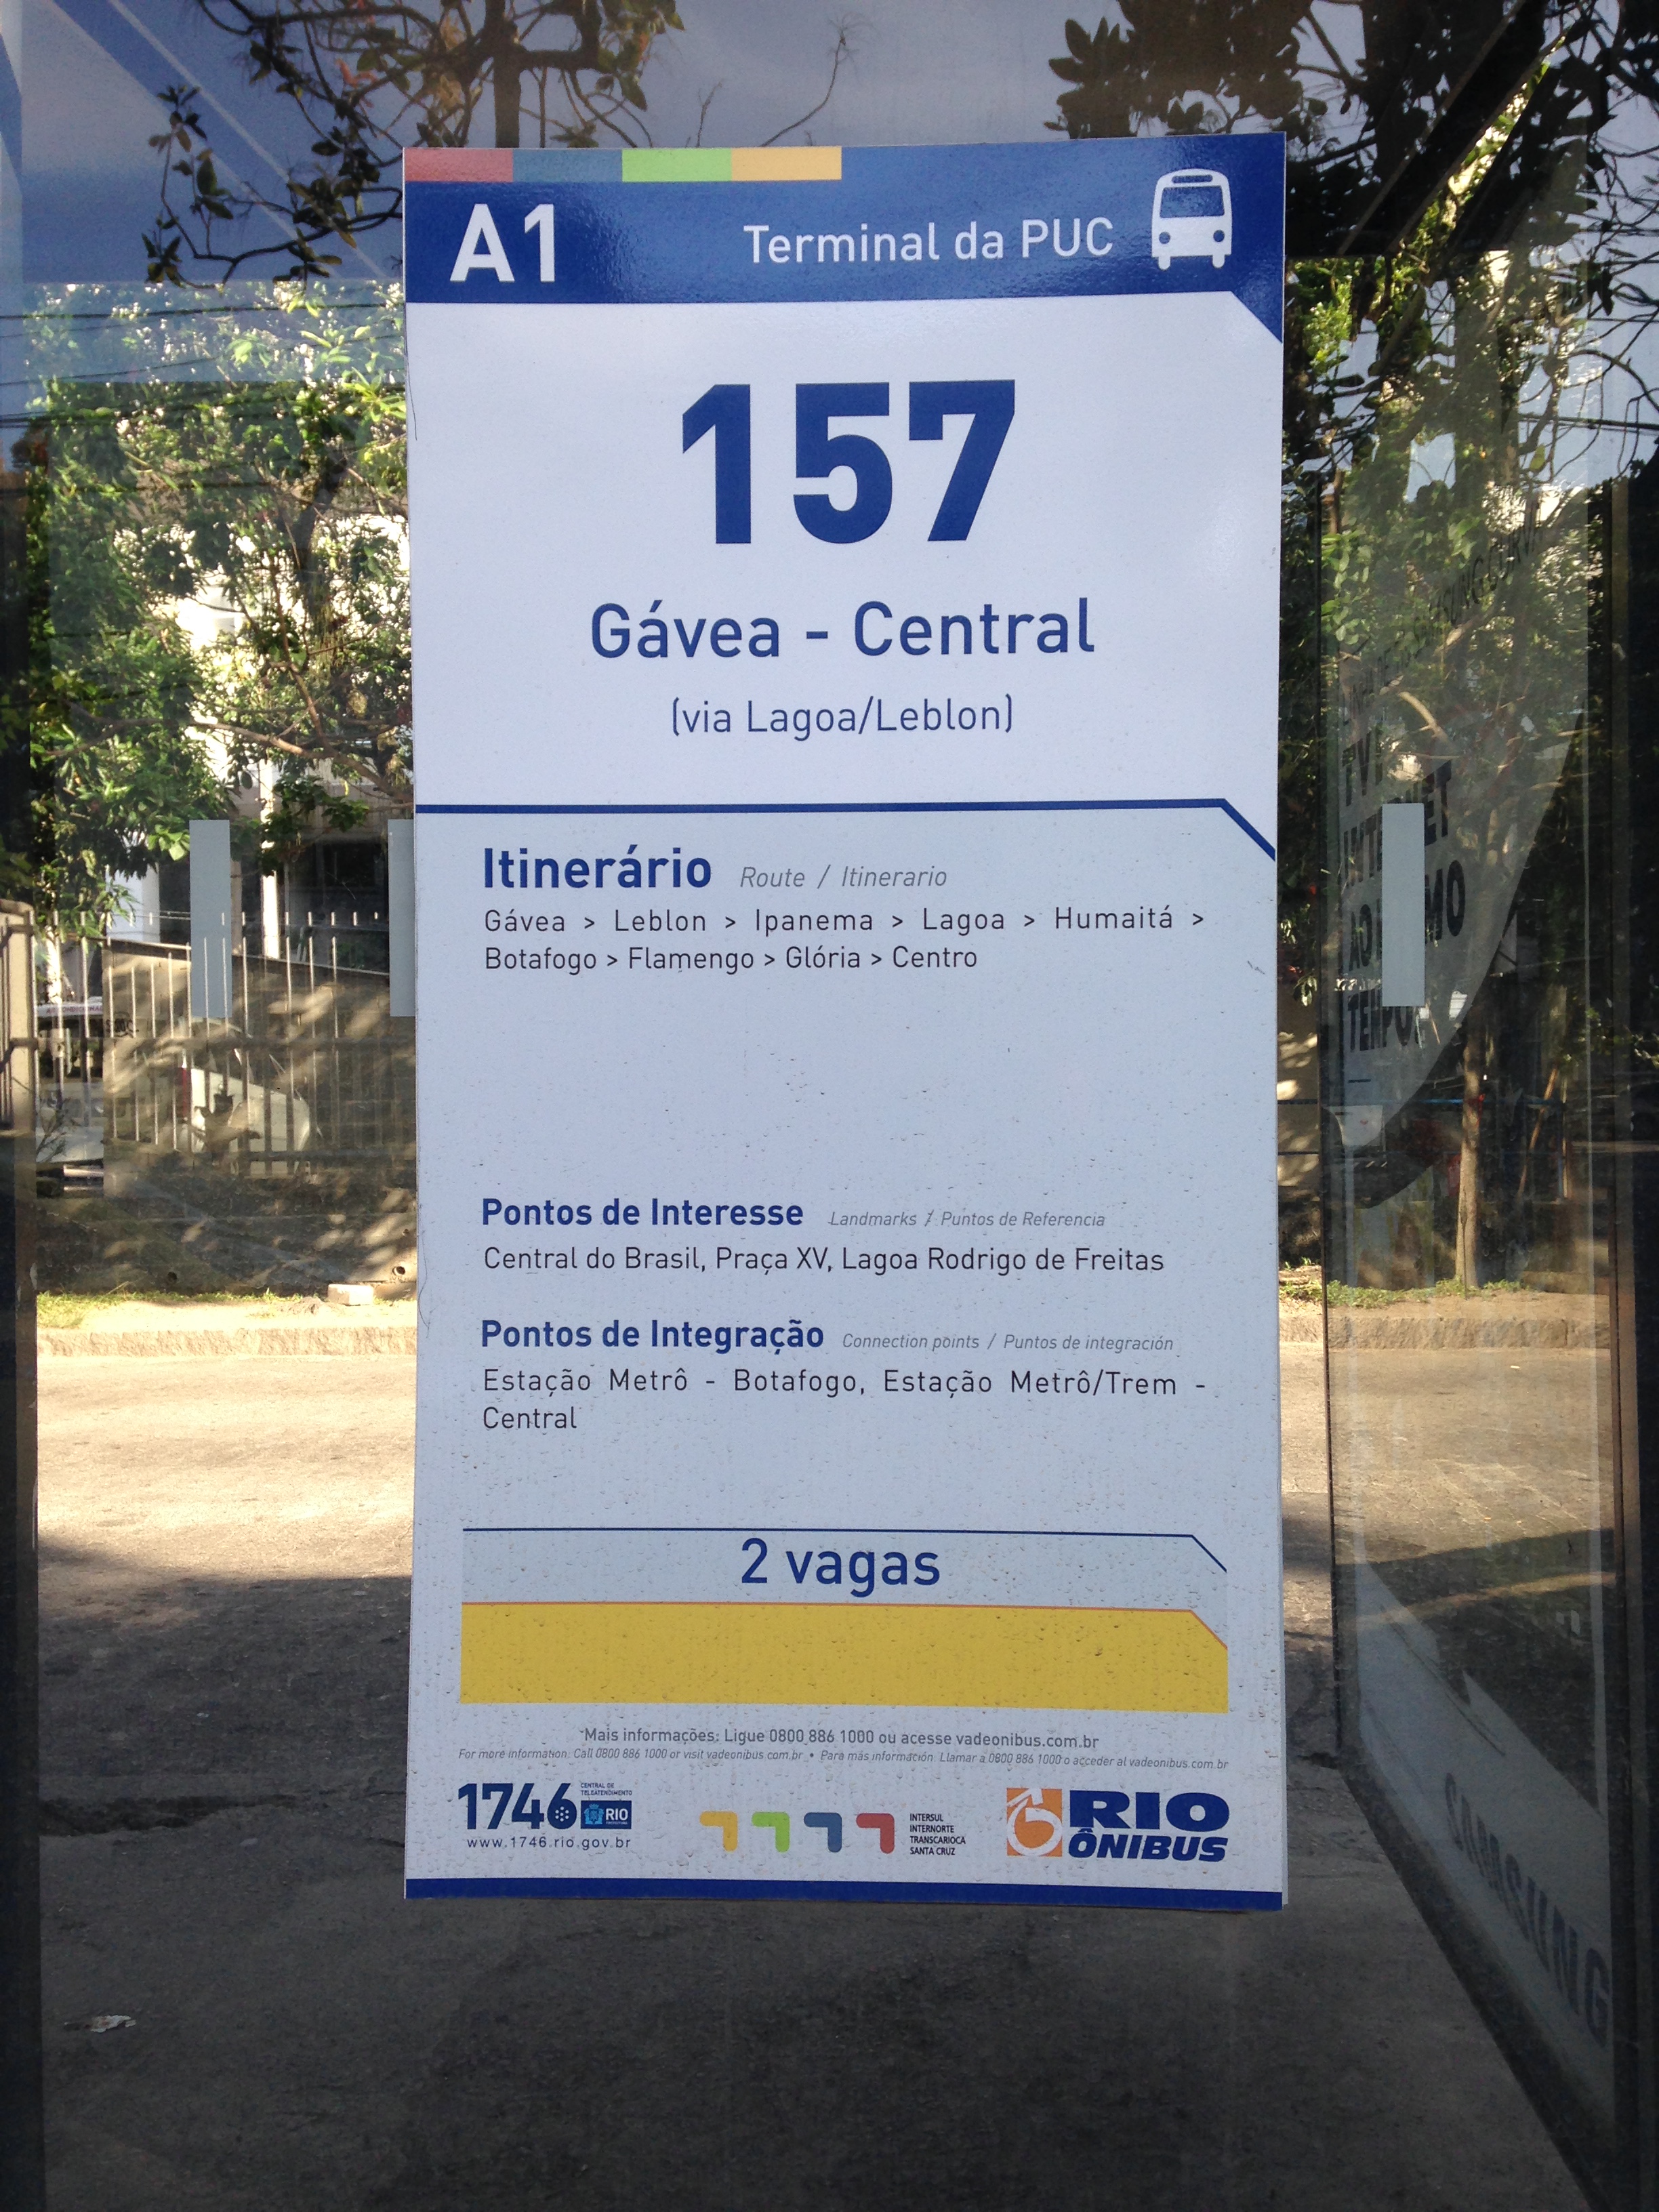 A1
Terminal da PUC
157
Gávea - Central
(via Lagoa/Leblon)
Itinerário Route / Itinerario
Gávea > Leblon > Ipanema > Lagoa > Humaitá >
Botafogo > Flamengo > Glória > Centro
Pontos de Interesse Landmarks / Puntos de Referencia
Central do Brasil, Praça XV, Lagoa Rodrigo de Freitas
Pontos de Integração Connection points / Puntos de integración
Estação Metrô - Botafogo, Estação Metrô/Trem -
Central
2 vagas
Mais informações: Ligue 0800 886 1000 ou acesse vadeonibus.com.br
For more information: Call 0800 886 1000 or visit vadeonibus.com.br • Para más información: Llamar a 0800 886 1000 o acceder al vadeonibus.com.br
1746 CENTRAL DE
TELEATENDIMENTO
RIO
www.1746.rio.gov.br
INTERSUL
INTERNORTE
TRANSCARIOCA
SANTA CRUZ
RIO
ÔNIBUS
SAMSUNG